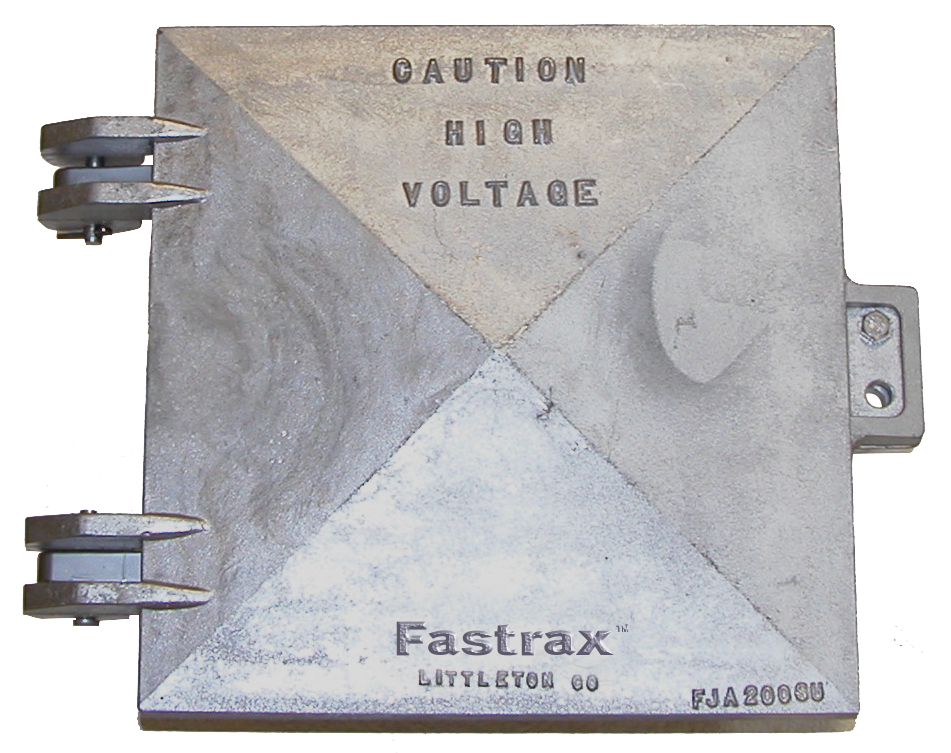 CAUTION
HIGH
VOLTAGE
Fastrax™
LITTLETON CO
FJA200SU